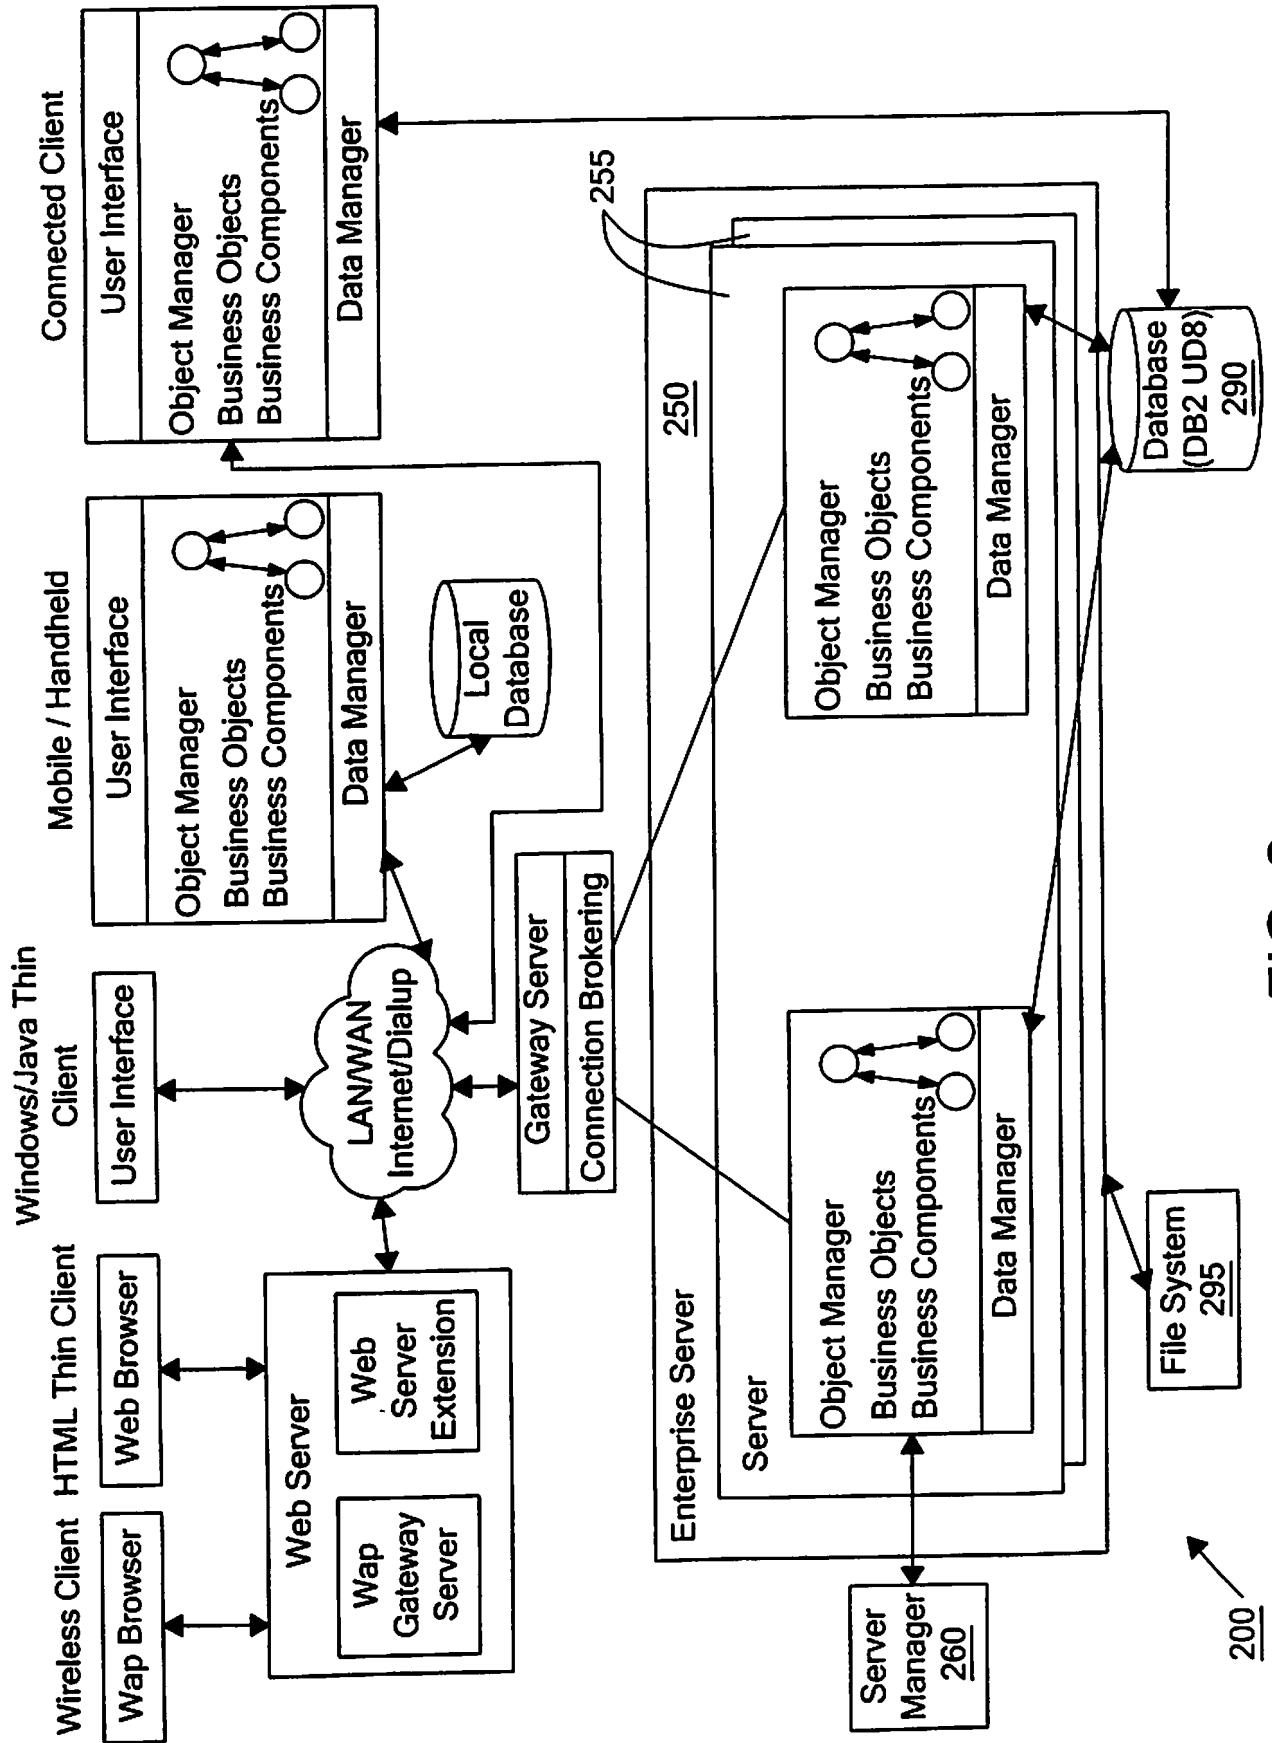 Wireless Client
HTML Thin Client
Windows/Java Thin
Client
Mobile / Handheld
Connected Client
Wap Browser
Web Browser
User Interface
User Interface
Object Manager
Business Objects
Business Components
Data Manager
User Interface
Object Manager
Business Objects
Business Components
Data Manager
Web Server
Wap
Gateway
Server
Web
Server
Extension
LAN/WAN
Internet/Dialup
Local
Database
Gateway Server
Connection Brokering
Enterprise Server
250
255
Server
Object Manager
Business Objects
Business Components
Data Manager
Object Manager
Business Objects
Business Components
Data Manager
Server
Manager
260
File System
295
Database
(DB2 UD8)
290
200